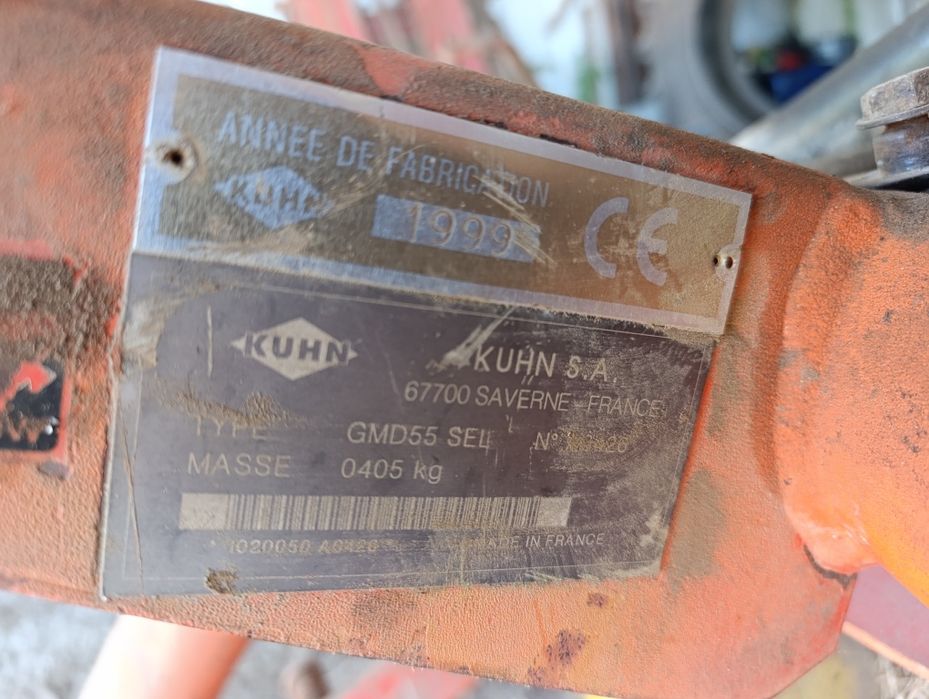 ANNEE DE FABRICATION
KUHN
1999
CE
KUHN
KUHN S.A.
67700 SAVERNE - FRANCE
TYPE GMD55 SEL N°
MASSE 0405 kg
MADE IN FRANCE